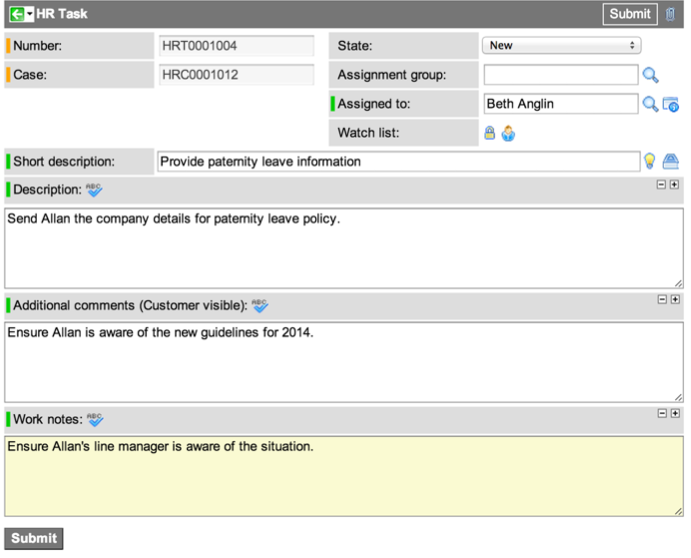 HR Task Submit
Number: HRT0001004 State: New
Case: HRC0001012 Assignment group:
Assigned to: Beth Anglin
Watch list:
Short description: Provide paternity leave information
Description: ABC
Send Allan the company details for paternity leave policy.
Additional comments (Customer visible): ABC
Ensure Allan is aware of the new guidelines for 2014.
Work notes: ABC
Ensure Allan's line manager is aware of the situation.
Submit